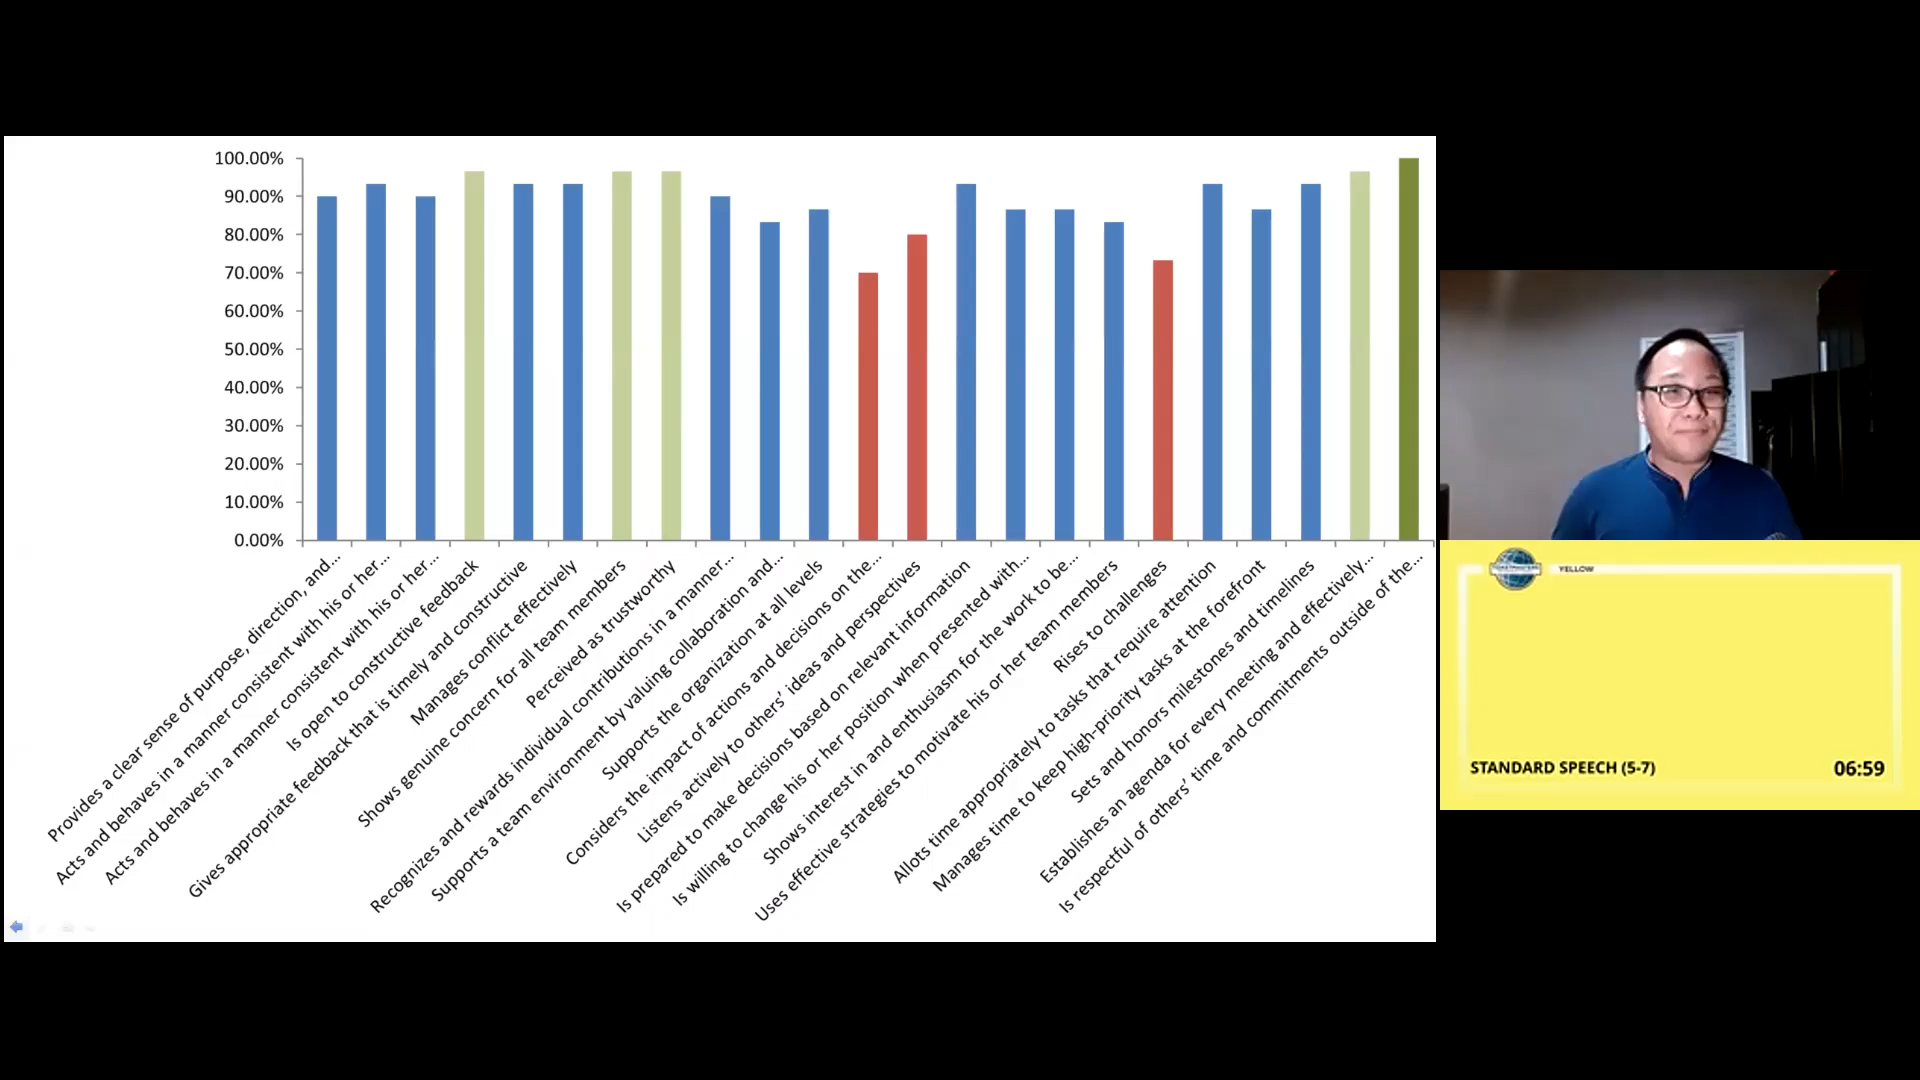 100.00%
90.00%
80.00%
70.00%
60.00%
50.00%
40.00%
30.00%
20.00%
10.00%
0.00%
Provides a clear sense of purpose, direction, and...
Acts and behaves in a manner consistent with his or her...
Acts and behaves in a manner consistent with his or her...
Is open to constructive feedback
Gives appropriate feedback that is timely and constructive
Manages conflict effectively
Shows genuine concern for all team members
Perceived as trustworthy
Recognizes and rewards individual contributions in a manner...
Supports a team environment by valuing collaboration and...
Supports the organization at all levels
Considers the impact of actions and decisions on the...
Listens actively to others’ ideas and perspectives
Is prepared to make decisions based on relevant information
Is willing to change his or her position when presented with...
Shows interest in and enthusiasm for the work to be...
Uses effective strategies to motivate his or her team members
Rises to challenges
Allots time appropriately to tasks that require attention
Manages time to keep high-priority tasks at the forefront
Sets and honors milestones and timelines
Establishes an agenda for every meeting and effectively...
Is respectful of others’ time and commitments outside of the...
TOASTMASTERS
YELLOW
STANDARD SPEECH (5-7)
06:59